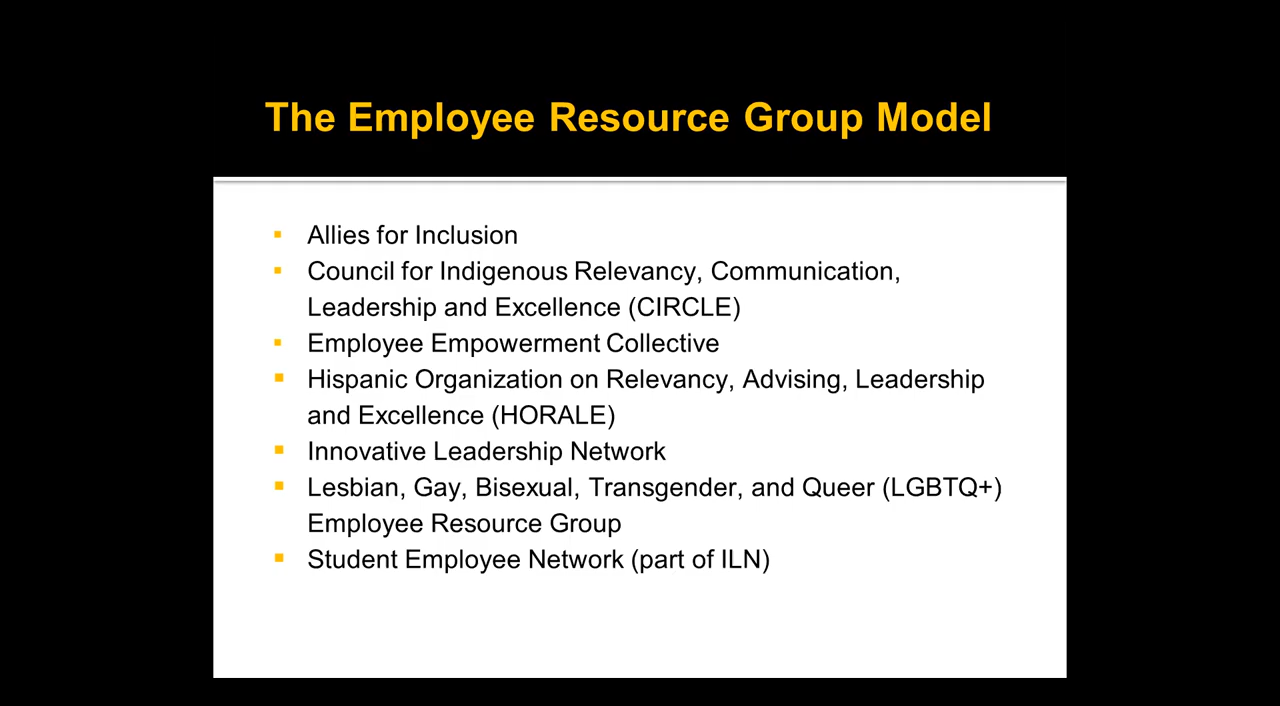 The Employee Resource Group Model
▪ Allies for Inclusion
▪ Council for Indigenous Relevancy, Communication,
Leadership and Excellence (CIRCLE)
▪ Employee Empowerment Collective
▪ Hispanic Organization on Relevancy, Advising, Leadership
and Excellence (HORALE)
▪ Innovative Leadership Network
▪ Lesbian, Gay, Bisexual, Transgender, and Queer (LGBTQ+)
Employee Resource Group
▪ Student Employee Network (part of ILN)